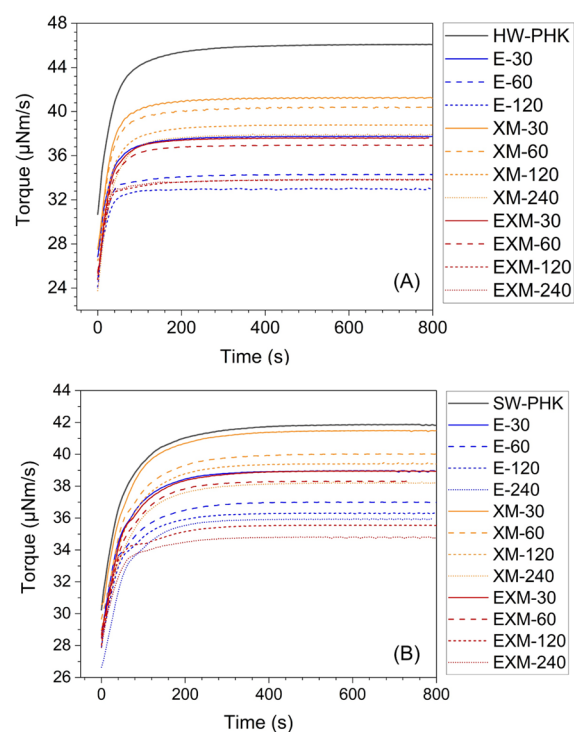 48
44
40
36
32
28
24
Torque (µNm/s)
0
200
400
600
800
Time (s)
(A)
HW-PHK
E-30
E-60
E-120
XM-30
XM-60
XM-120
XM-240
EXM-30
EXM-60
EXM-120
EXM-240
44
42
40
38
36
34
32
30
28
26
Torque (µNm/s)
0
200
400
600
800
Time (s)
(B)
SW-PHK
E-30
E-60
E-120
E-240
XM-30
XM-60
XM-120
XM-240
EXM-30
EXM-60
EXM-120
EXM-240